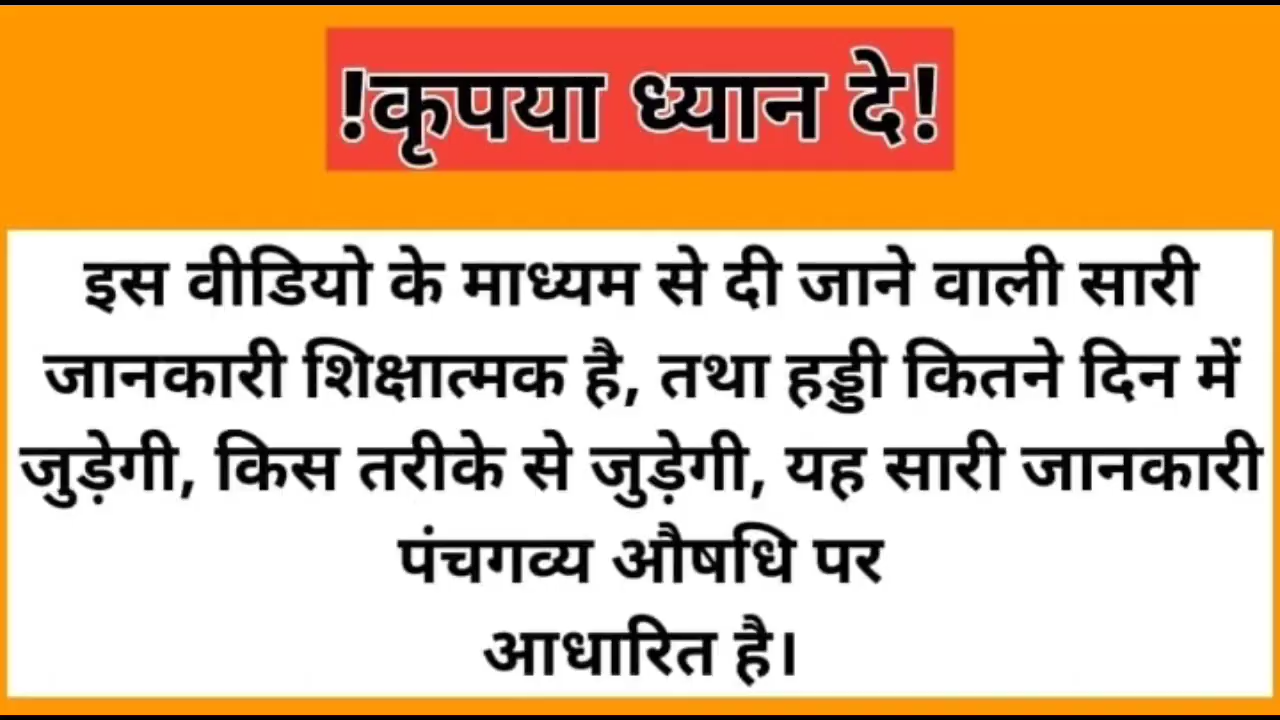 !कृपया ध्यान दे!
इस वीडियो के माध्यम से दी जाने वाली सारी
जानकारी शिक्षात्मक है, तथा हड्डी कितने दिन में
जुड़ेगी, किस तरीके से जुड़ेगी, यह सारी जानकारी
पंचगव्य औषधि पर
आधारित है।